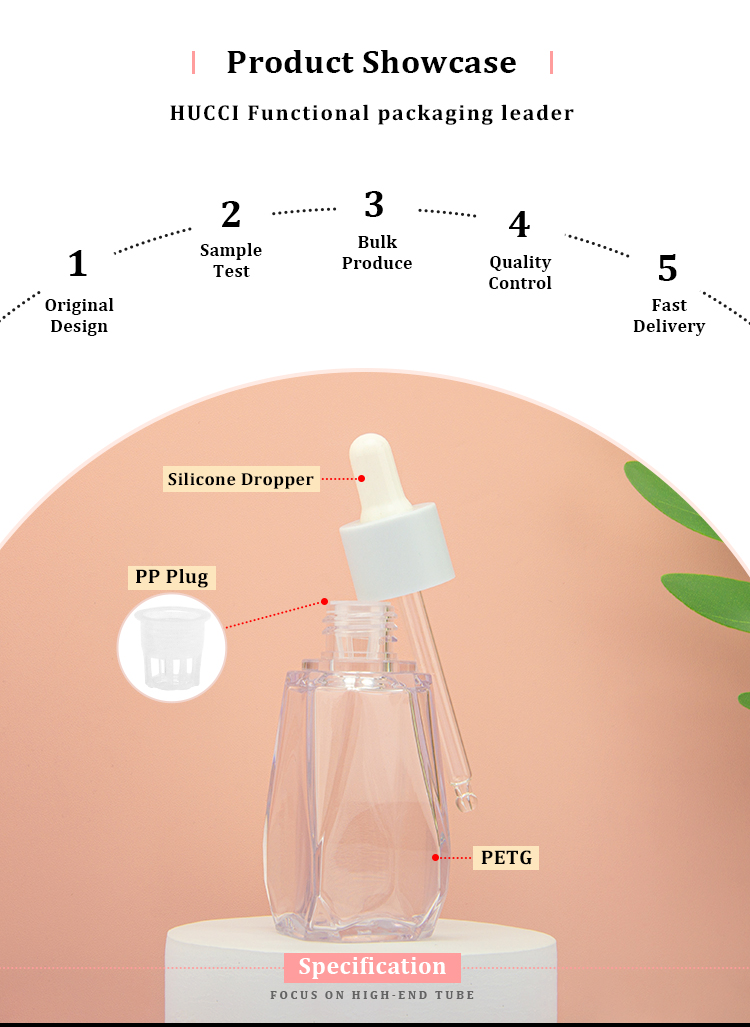 Product Showcase
HUCCI Functional packaging leader
1
Original
Design
2
Sample
Test
3
Bulk
Produce
4
Quality
Control
5
Fast
Delivery
Silicone Dropper
PP Plug
PETG
Specification
FOCUS ON HIGH-END TUBE